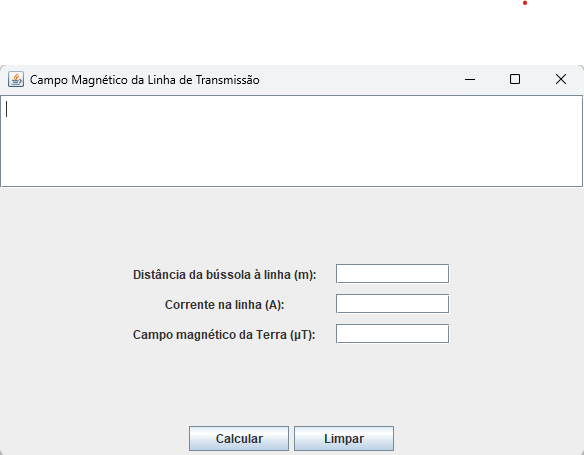 Campo Magnético da Linha de Transmissão
Distância da bússola à linha (m):
Corrente na linha (A):
Campo magnético da Terra (µT):
Calcular Limpar